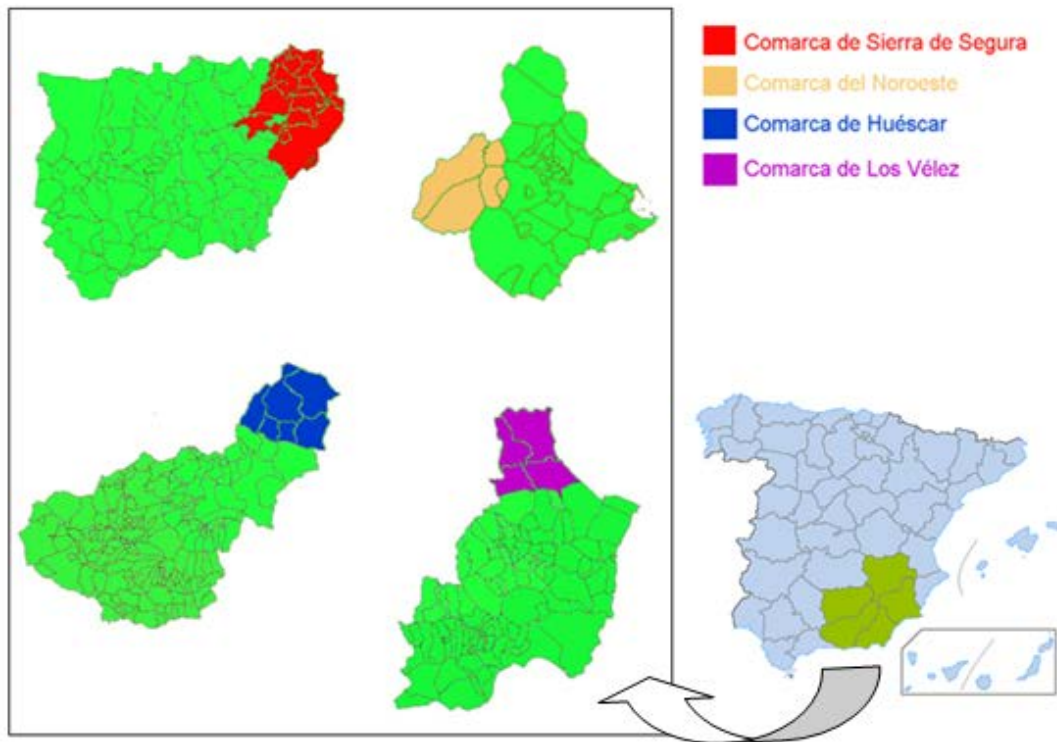 Comarca de Sierra de Segura
Comarca del Noroeste
Comarca de Huéscar
Comarca de Los Vélez